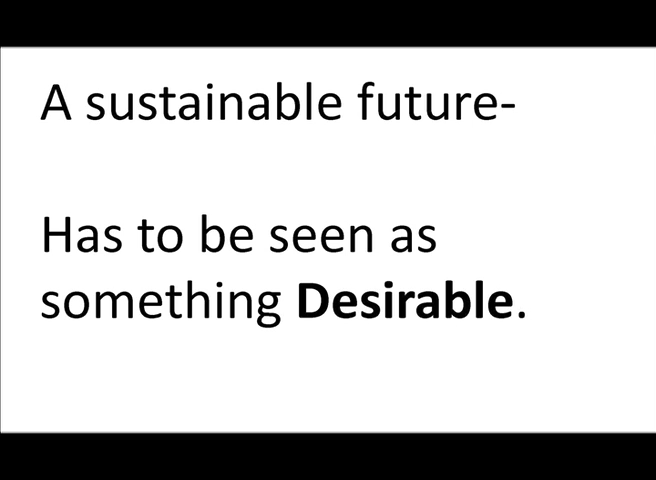 A sustainable future-
Has to be seen as
something Desirable.